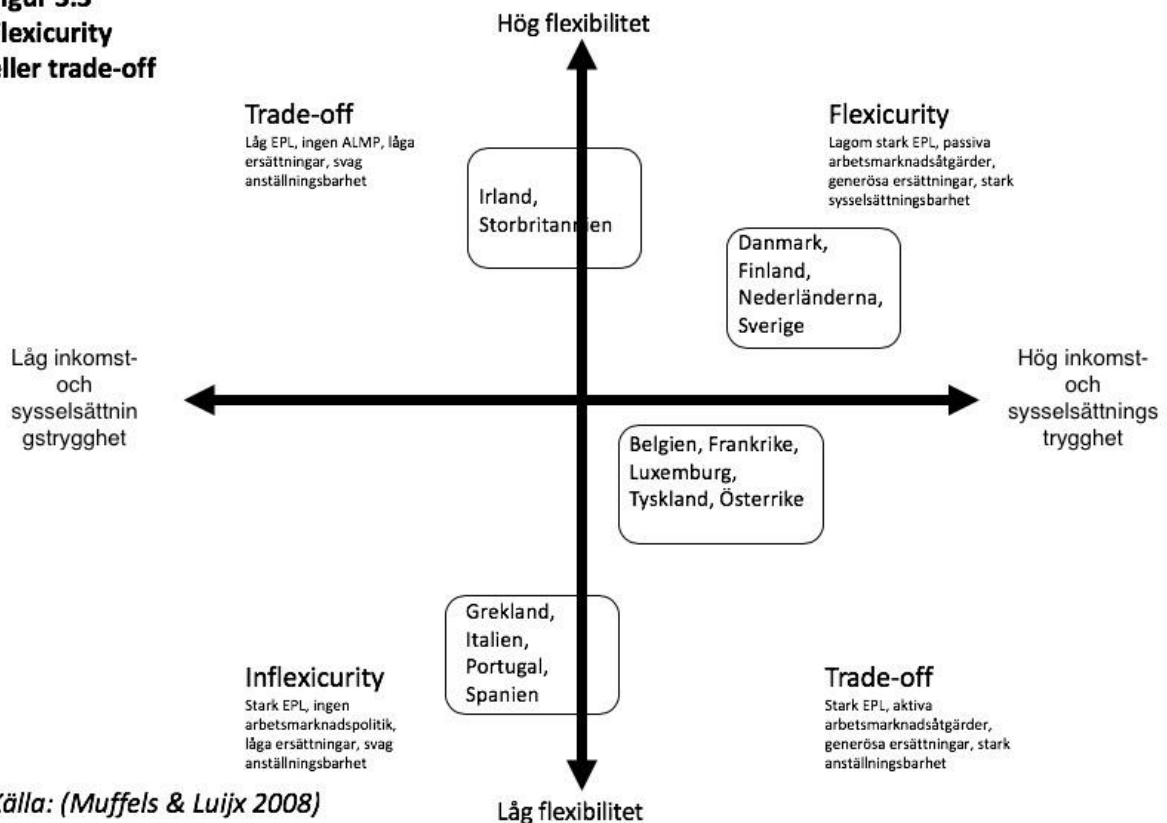 Hög flexibilitet
Flexicurity
eller trade-off
Trade-off
Låg EPL, ingen ALMP, låga
ersättningar, svag
anställningsbarhet
Flexicurity
Lagom stark EPL, passiva
arbetsmarknadsåtgärder,
generösa ersättningar, stark
sysselsättningsbarhet
Irland,
Storbritannien
Danmark,
Finland,
Nederländerna,
Sverige
Låg inkomst-
och
sysselsättnin
gstrygghet
Hög inkomst-
och
sysselsättnings
trygghet
Belgien, Frankrike,
Luxemburg,
Tyskland, Österrike
Grekland,
Italien,
Portugal,
Spanien
Inflexicurity
Stark EPL, ingen
arbetsmarknadspolitik,
låga ersättningar, svag
anställningsbarhet
Trade-off
Stark EPL, aktiva
arbetsmarknadsåtgärder,
generösa ersättningar, stark
anställningsbarhet
Källa: (Muffels & Luijx 2008)
Låg flexibilitet